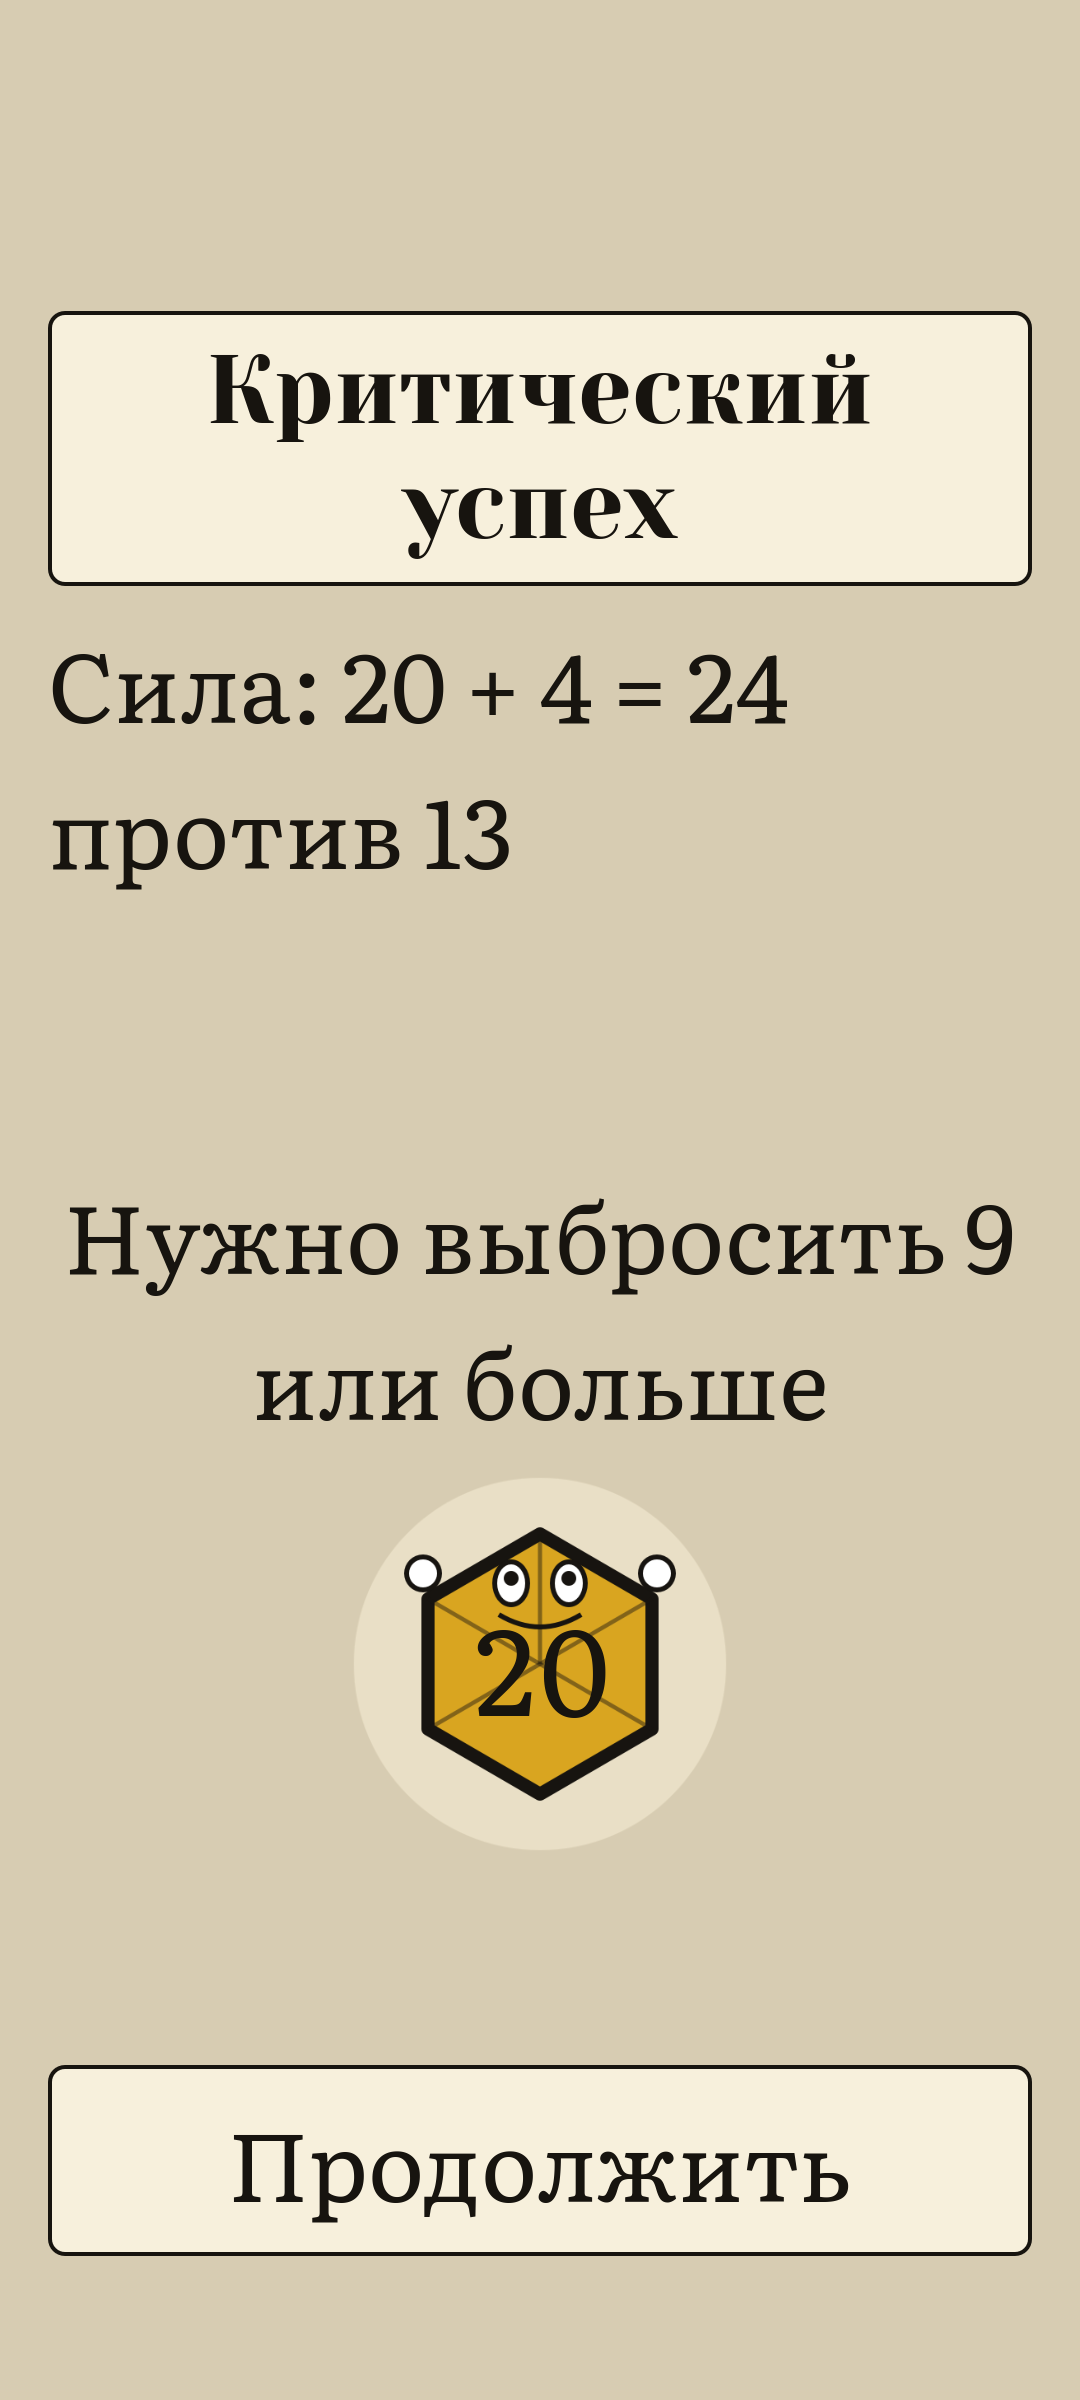 Критический
успех
Сила: 20 + 4 = 24
против 13
Нужно выбросить 9
или больше
20
Продолжить